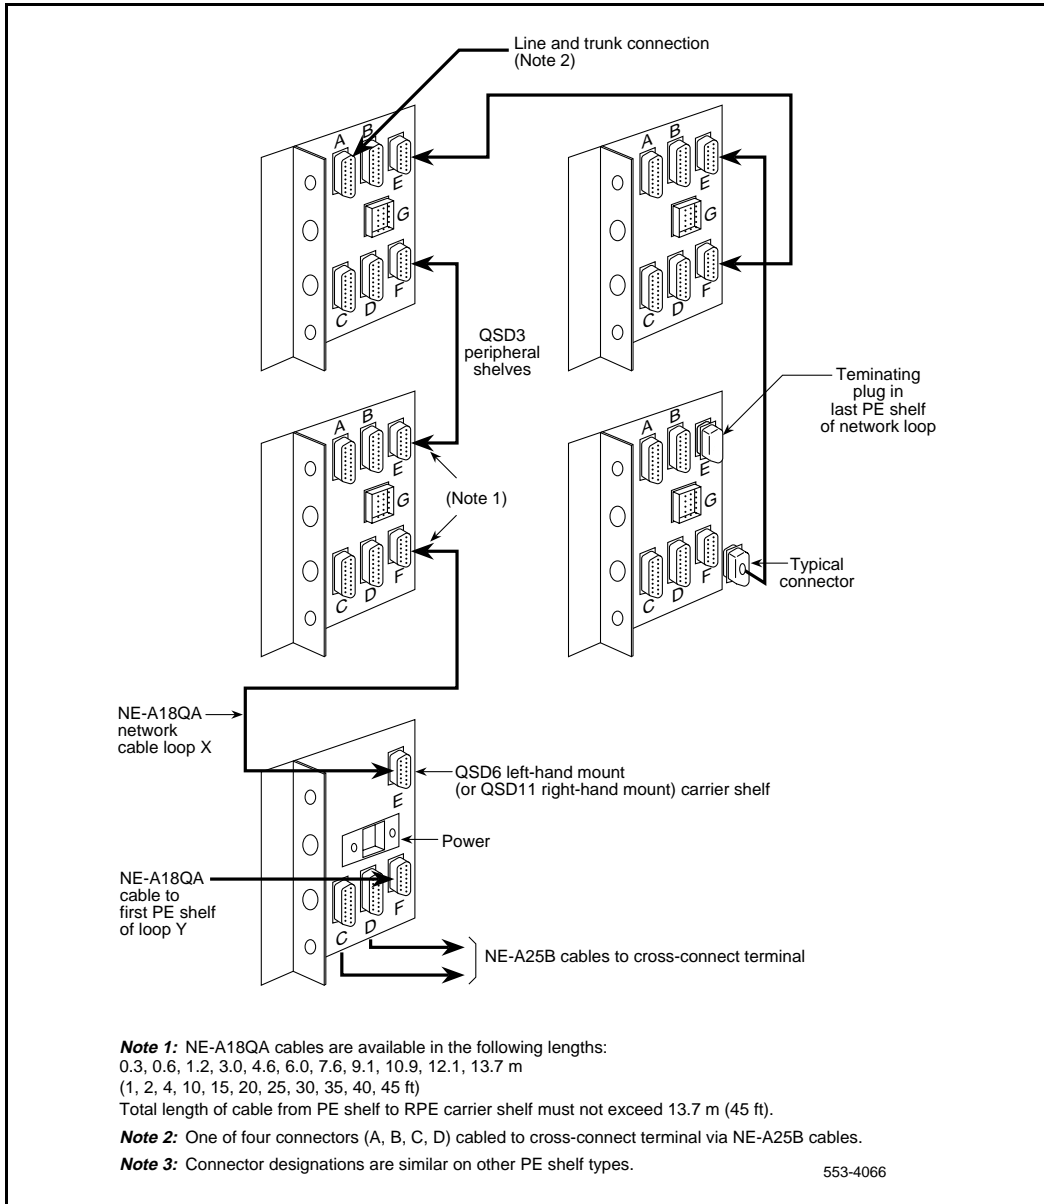 Line and trunk connection
(Note 2)
A
B
E
G
C
D
F
A
B
E
G
C
D
F
QSD3
peripheral
shelves
Teminating
plug in
last PE shelf
of network loop
A
B
E
G
C
D
F
(Note 1)
A
B
E
G
C
D
F
Typical
connector
NE-A18QA
network
cable loop X
E
QSD6 left-hand mount
(or QSD11 right-hand mount) carrier shelf
Power
NE-A18QA
cable to
first PE shelf
of loop Y
C
D
F
NE-A25B cables to cross-connect terminal
Note 1: NE-A18QA cables are available in the following lengths:
0.3, 0.6, 1.2, 3.0, 4.6, 6.0, 7.6, 9.1, 10.9, 12.1, 13.7 m
(1, 2, 4, 10, 15, 20, 25, 30, 35, 40, 45 ft)
Total length of cable from PE shelf to RPE carrier shelf must not exceed 13.7 m (45 ft).
Note 2: One of four connectors (A, B, C, D) cabled to cross-connect terminal via NE-A25B cables.
Note 3: Connector designations are similar on other PE shelf types.
553-4066